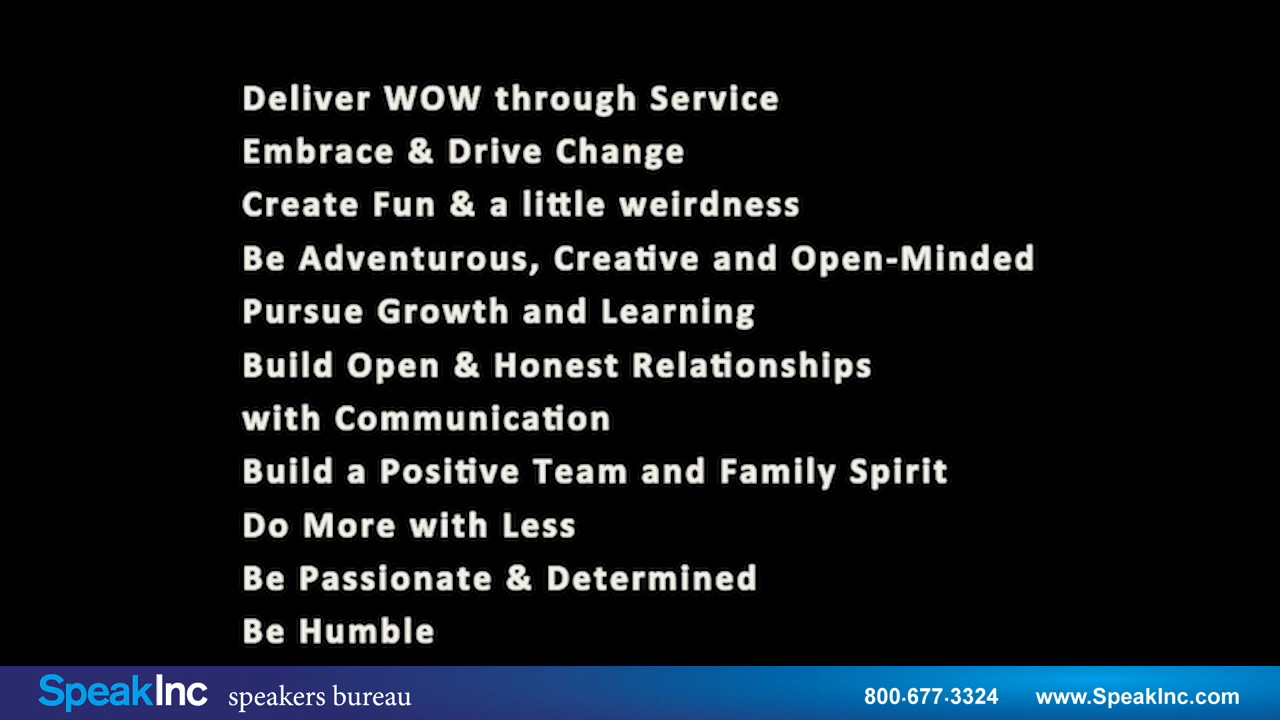 Deliver WOW through Service
Embrace & Drive Change
Create Fun & a little weirdness
Be Adventurous, Creative and Open-Minded
Pursue Growth and Learning
Build Open & Honest Relationships
with Communication
Build a Positive Team and Family Spirit
Do More with Less
Be Passionate & Determined
Be Humble
SpeakInc speakers bureau 800·677·3324 www.SpeakInc.com